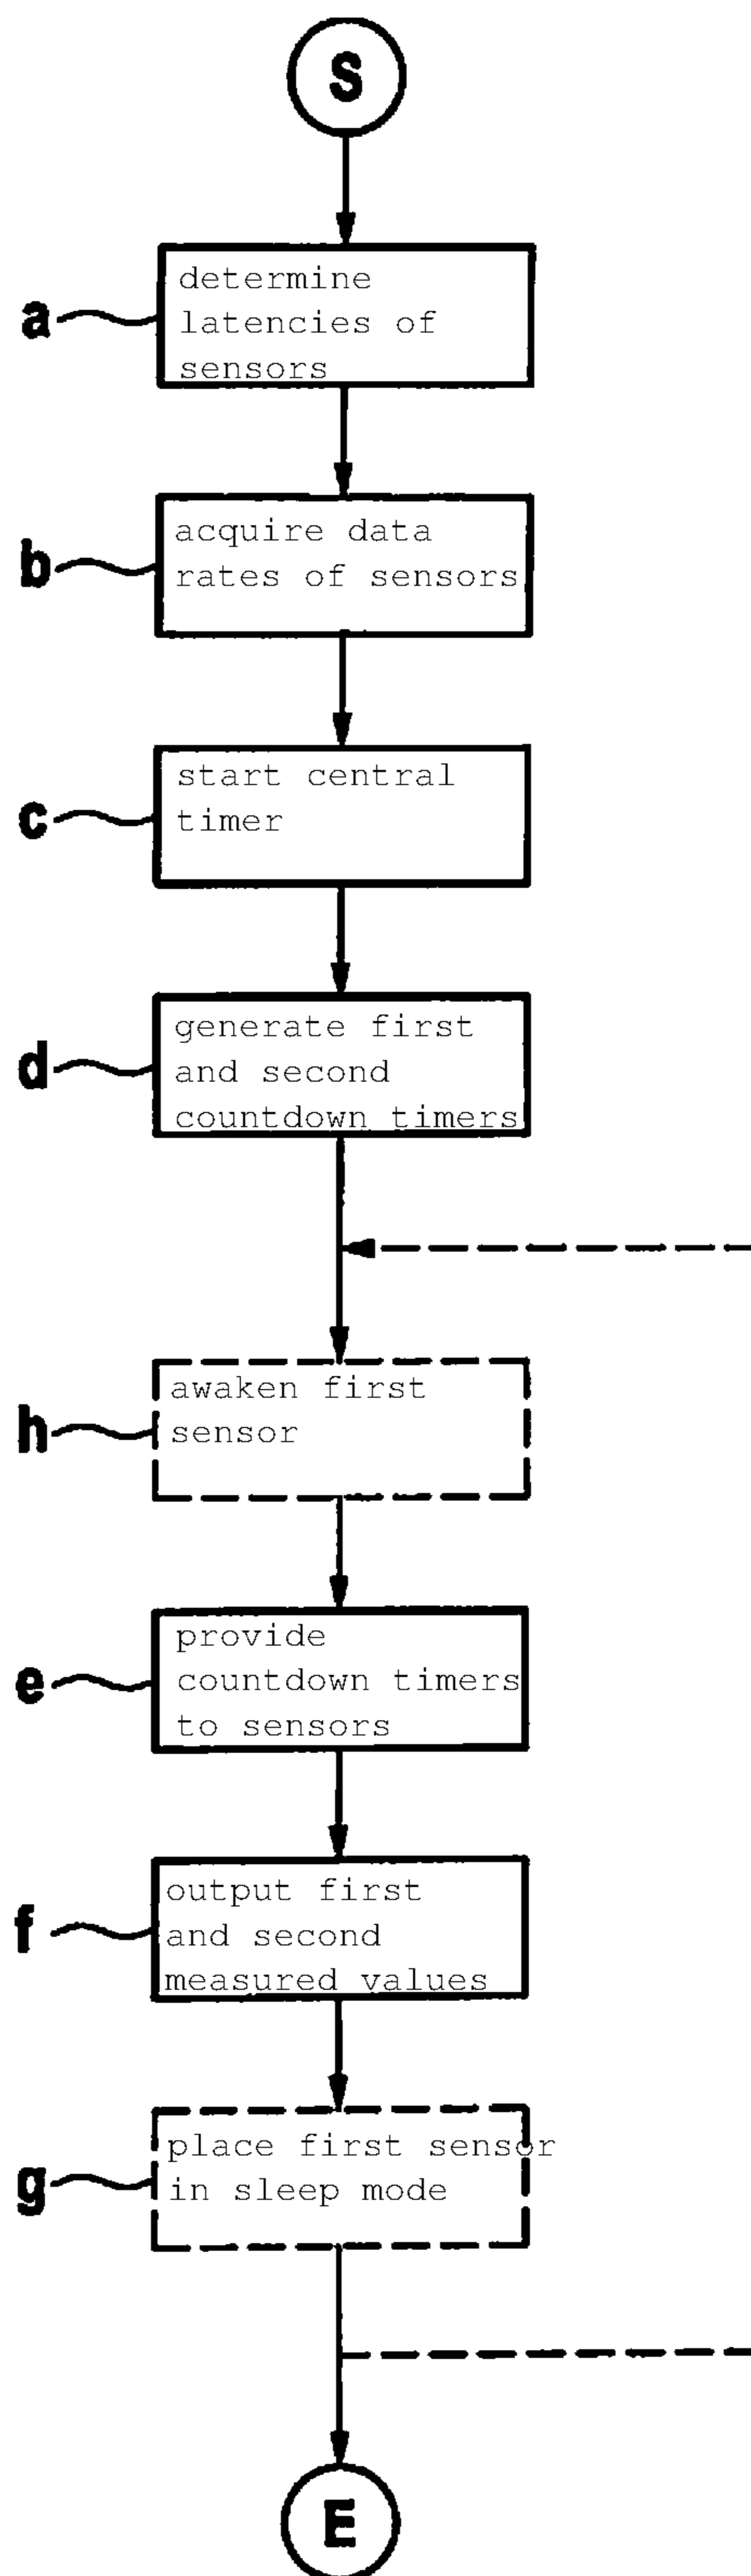 S
a
determine
latencies of
sensors
b
acquire data
rates of sensors
c
start central
timer
d
generate first
and second
countdown timers
h
awaken first
sensor
e
provide
countdown timers
to sensors
f
output first
and second
measured values
g
place first sensor
in sleep mode
E